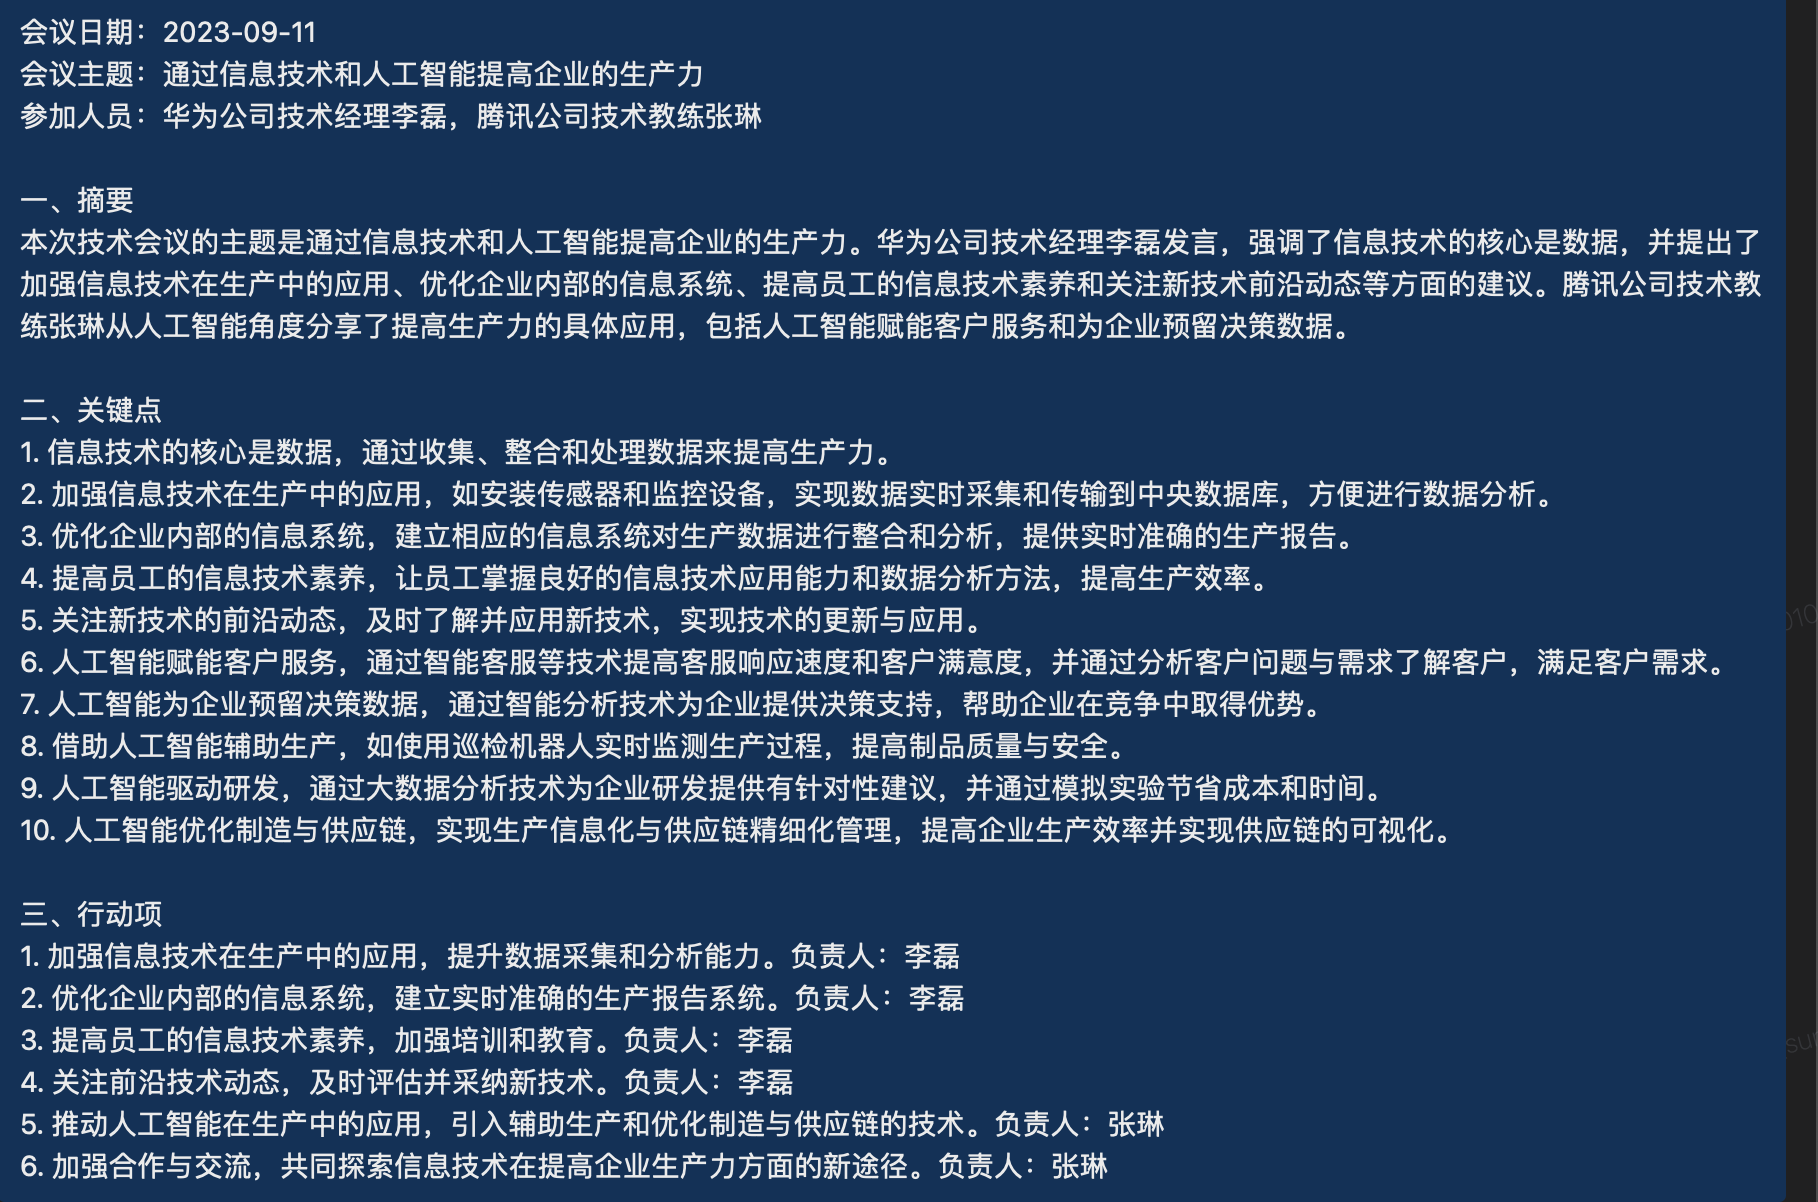 会议日期：2023-09-11
会议主题：通过信息技术和人工智能提高企业的生产力
参加人员：华为公司技术经理李磊，腾讯公司技术教练张琳
一、摘要
本次技术会议的主题是通过信息技术和人工智能提高企业的生产力。华为公司技术经理李磊发言，强调了信息技术的核心是数据，并提出了
加强信息技术在生产中的应用、优化企业内部的信息系统、提高员工的信息技术素养和关注新技术前沿动态等方面的建议。腾讯公司技术教
练张琳从人工智能角度分享了提高生产力的具体应用，包括人工智能赋能客户服务和为企业预留决策数据。
二、关键点
1. 信息技术的核心是数据，通过收集、整合和处理数据来提高生产力。
2. 加强信息技术在生产中的应用，如安装传感器和监控设备，实现数据实时采集和传输到中央数据库，方便进行数据分析。
3. 优化企业内部的信息系统，建立相应的信息系统对生产数据进行整合和分析，提供实时准确的生产报告。
4. 提高员工的信息技术素养，让员工掌握良好的信息技术应用能力和数据分析方法，提高生产效率。
5. 关注新技术的前沿动态，及时了解并应用新技术，实现技术的更新与应用。
6. 人工智能赋能客户服务，通过智能客服等技术提高客服响应速度和客户满意度，并通过分析客户问题与需求了解客户，满足客户需求。
7. 人工智能为企业预留决策数据，通过智能分析技术为企业提供决策支持，帮助企业在竞争中取得优势。
8. 借助人工智能辅助生产，如使用巡检机器人实时监测生产过程，提高制品质量与安全。
9. 人工智能驱动研发，通过大数据分析技术为企业研发提供有针对性建议，并通过模拟实验节省成本和时间。
10. 人工智能优化制造与供应链，实现生产信息化与供应链精细化管理，提高企业生产效率并实现供应链的可视化。
三、行动项
1. 加强信息技术在生产中的应用，提升数据采集和分析能力。负责人：李磊
2. 优化企业内部的信息系统，建立实时准确的生产报告系统。负责人：李磊
3. 提高员工的信息技术素养，加强培训和教育。负责人：李磊
4. 关注前沿技术动态，及时评估并采纳新技术。负责人：李磊
5. 推动人工智能在生产中的应用，引入辅助生产和优化制造与供应链的技术。负责人：张琳
6. 加强合作与交流，共同探索信息技术在提高企业生产力方面的新途径。负责人：张琳